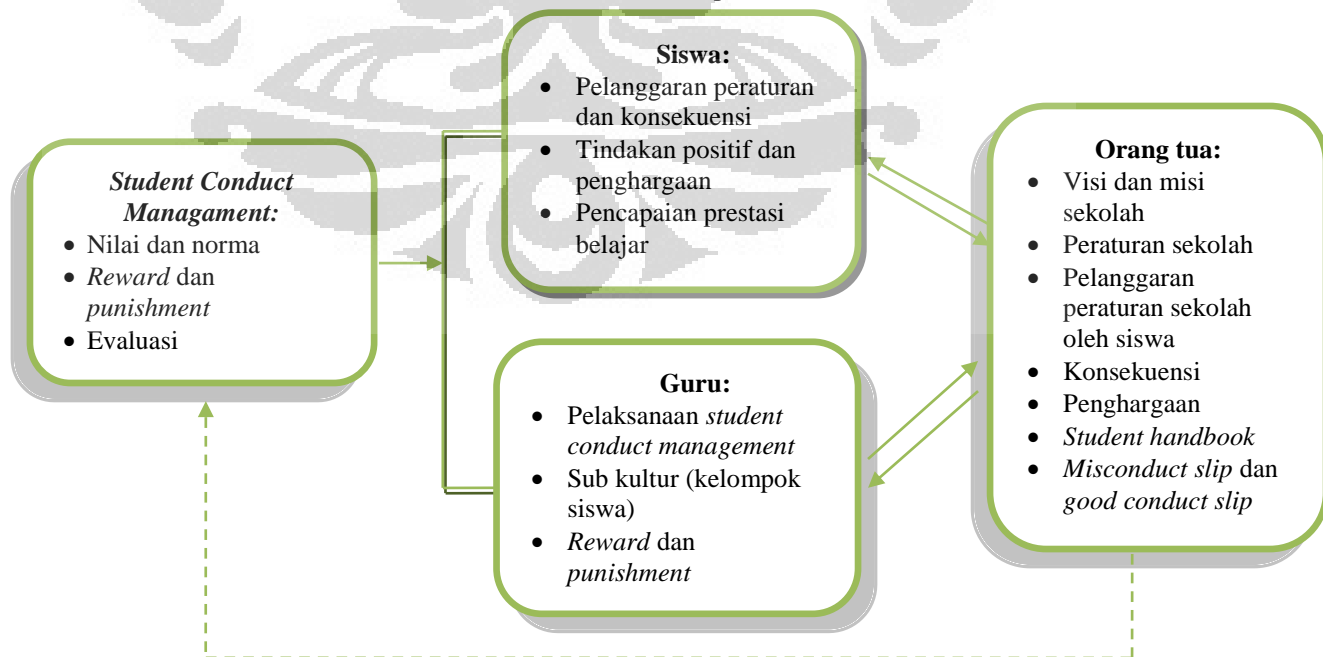 Student Conduct
Managament:
• Nilai dan norma
• Reward dan
punishment
• Evaluasi
Siswa:
• Pelanggaran peraturan
dan konsekuensi
• Tindakan positif dan
penghargaan
• Pencapaian prestasi
belajar
Guru:
• Pelaksanaan student
conduct management
• Sub kultur (kelompok
siswa)
• Reward dan
punishment
Orang tua:
• Visi dan misi
sekolah
• Peraturan sekolah
• Pelanggaran
peraturan sekolah
oleh siswa
• Konsekuensi
• Penghargaan
• Student handbook
• Misconduct slip dan
good conduct slip